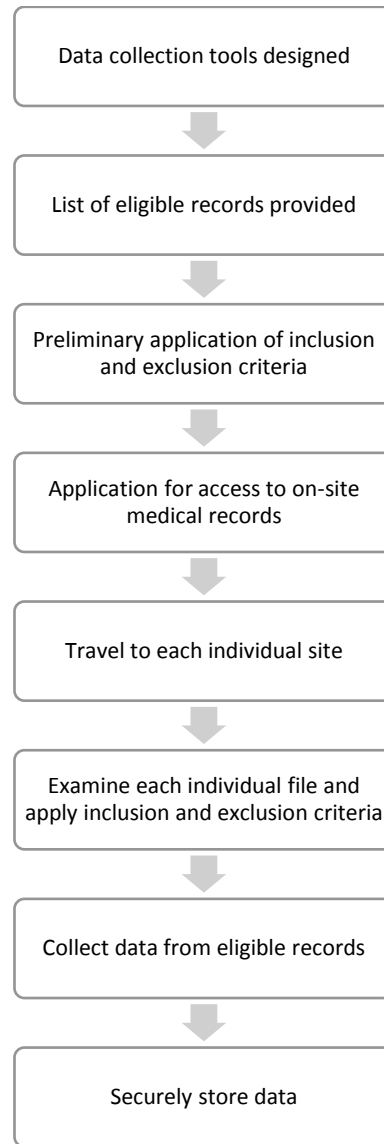 Data collection tools designed
List of eligible records provided
Preliminary application of inclusion
and exclusion criteria
Application for access to on-site
medical records
Travel to each individual site
Examine each individual file and
apply inclusion and exclusion criteria
Collect data from eligible records
Securely store data